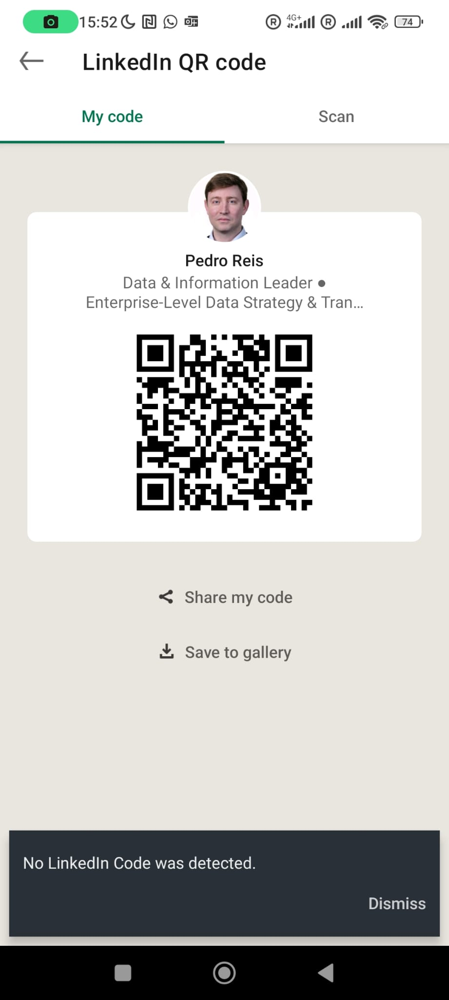 15:52
4G+
74
LinkedIn QR code
My code
Scan
Pedro Reis
Data & Information Leader ●
Enterprise-Level Data Strategy & Tran...
Share my code
Save to gallery
No LinkedIn Code was detected.
Dismiss